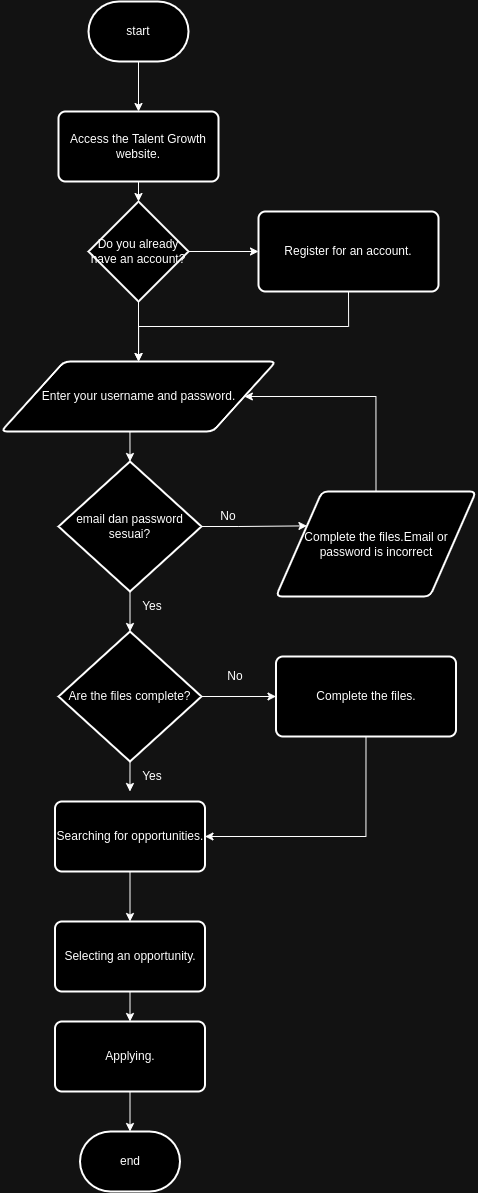 start
Access the Talent Growth
website.
Do you already
have an account?
Register for an account.
Enter your username and password.
email dan password
sesuai?
No
Complete the files.Email or
password is incorrect
Yes
Are the files complete?
No
Complete the files.
Yes
Searching for opportunities.
Selecting an opportunity.
Applying.
end